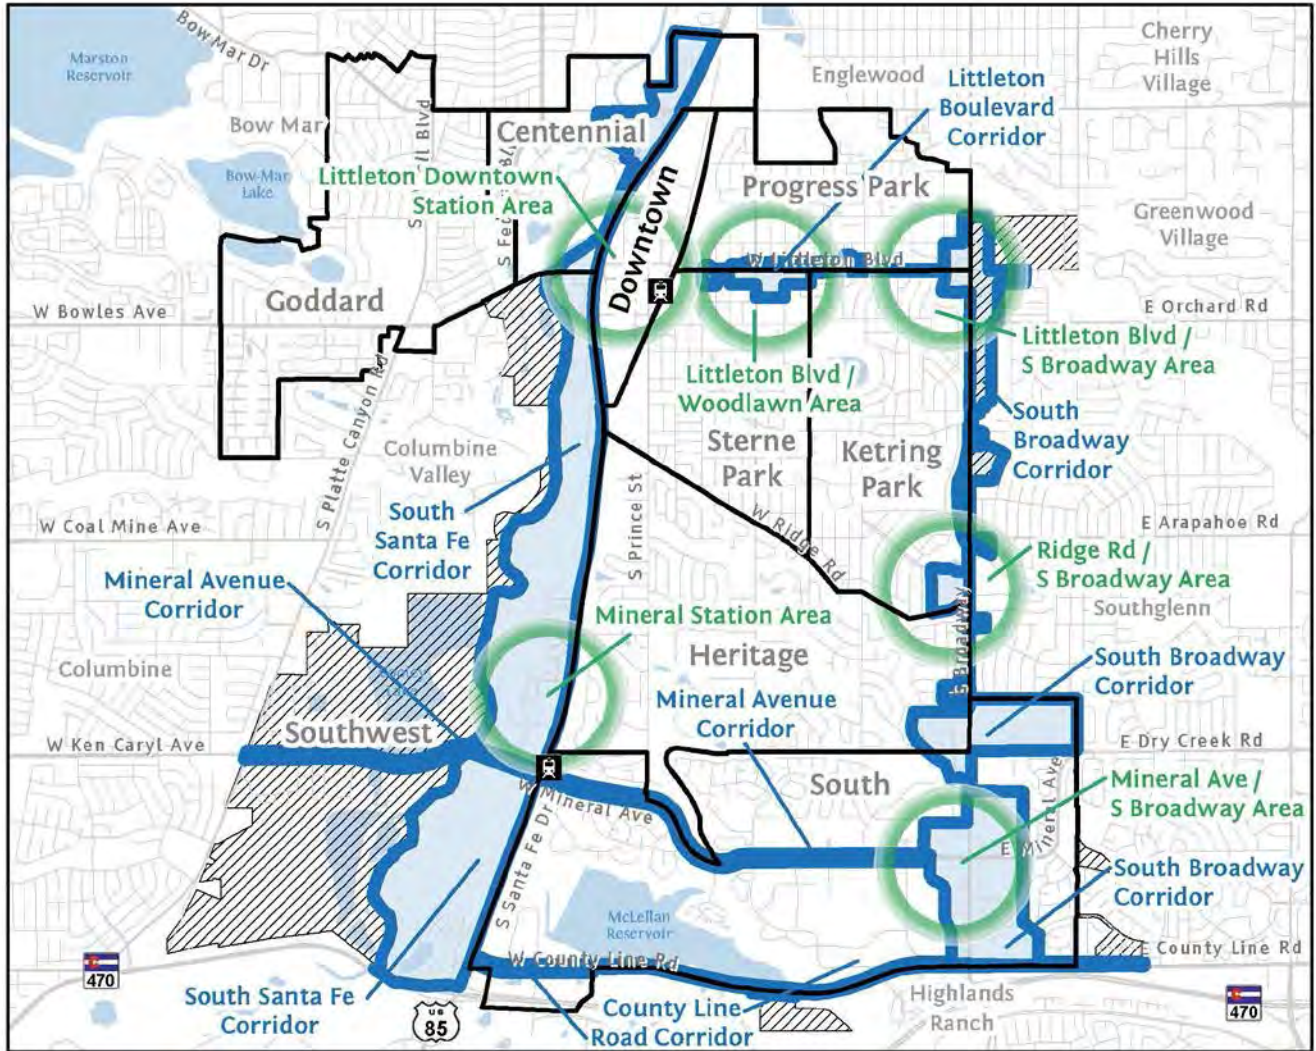 Bow Mar Dr
Marston
Reservoir
Cherry
Hills
Village
Englewood
Littleton
Boulevard
Corridor
Bow Mar
Centennial
Bow-Mar
Lake
Littleton Downtown
Station Area
Downtown
Progress Park
Greenwood
Village
W Littleton Blvd
Goddard
W Bowles Ave
E Orchard Rd
Littleton Blvd /
S Broadway Area
Littleton Blvd /
Woodlawn Area
S Platte Canyon Rd
Columbine
Valley
Sterne
Park
Ketring
Park
South
Broadway
Corridor
South
Santa Fe
Corridor
S Prince St
W Ridge Rd
W Coal Mine Ave
E Arapahoe Rd
Ridge Rd /
S Broadway Area
Southglenn
Mineral Avenue
Corridor
Mineral Station Area
S Broadway
Columbine
Heritage
South Broadway
Corridor
Mineral Avenue
Corridor
Southwest
W Ken Caryl Ave
E Dry Creek Rd
South
W Mineral Ave
E Mineral Ave
Mineral Ave /
S Broadway Area
S Santa Fe Dr
South Broadway
Corridor
McLellan
Reservoir
W County Line Rd
E County Line Rd
470
South Santa Fe
Corridor
US
85
County Line
Road Corridor
Highlands
Ranch
470